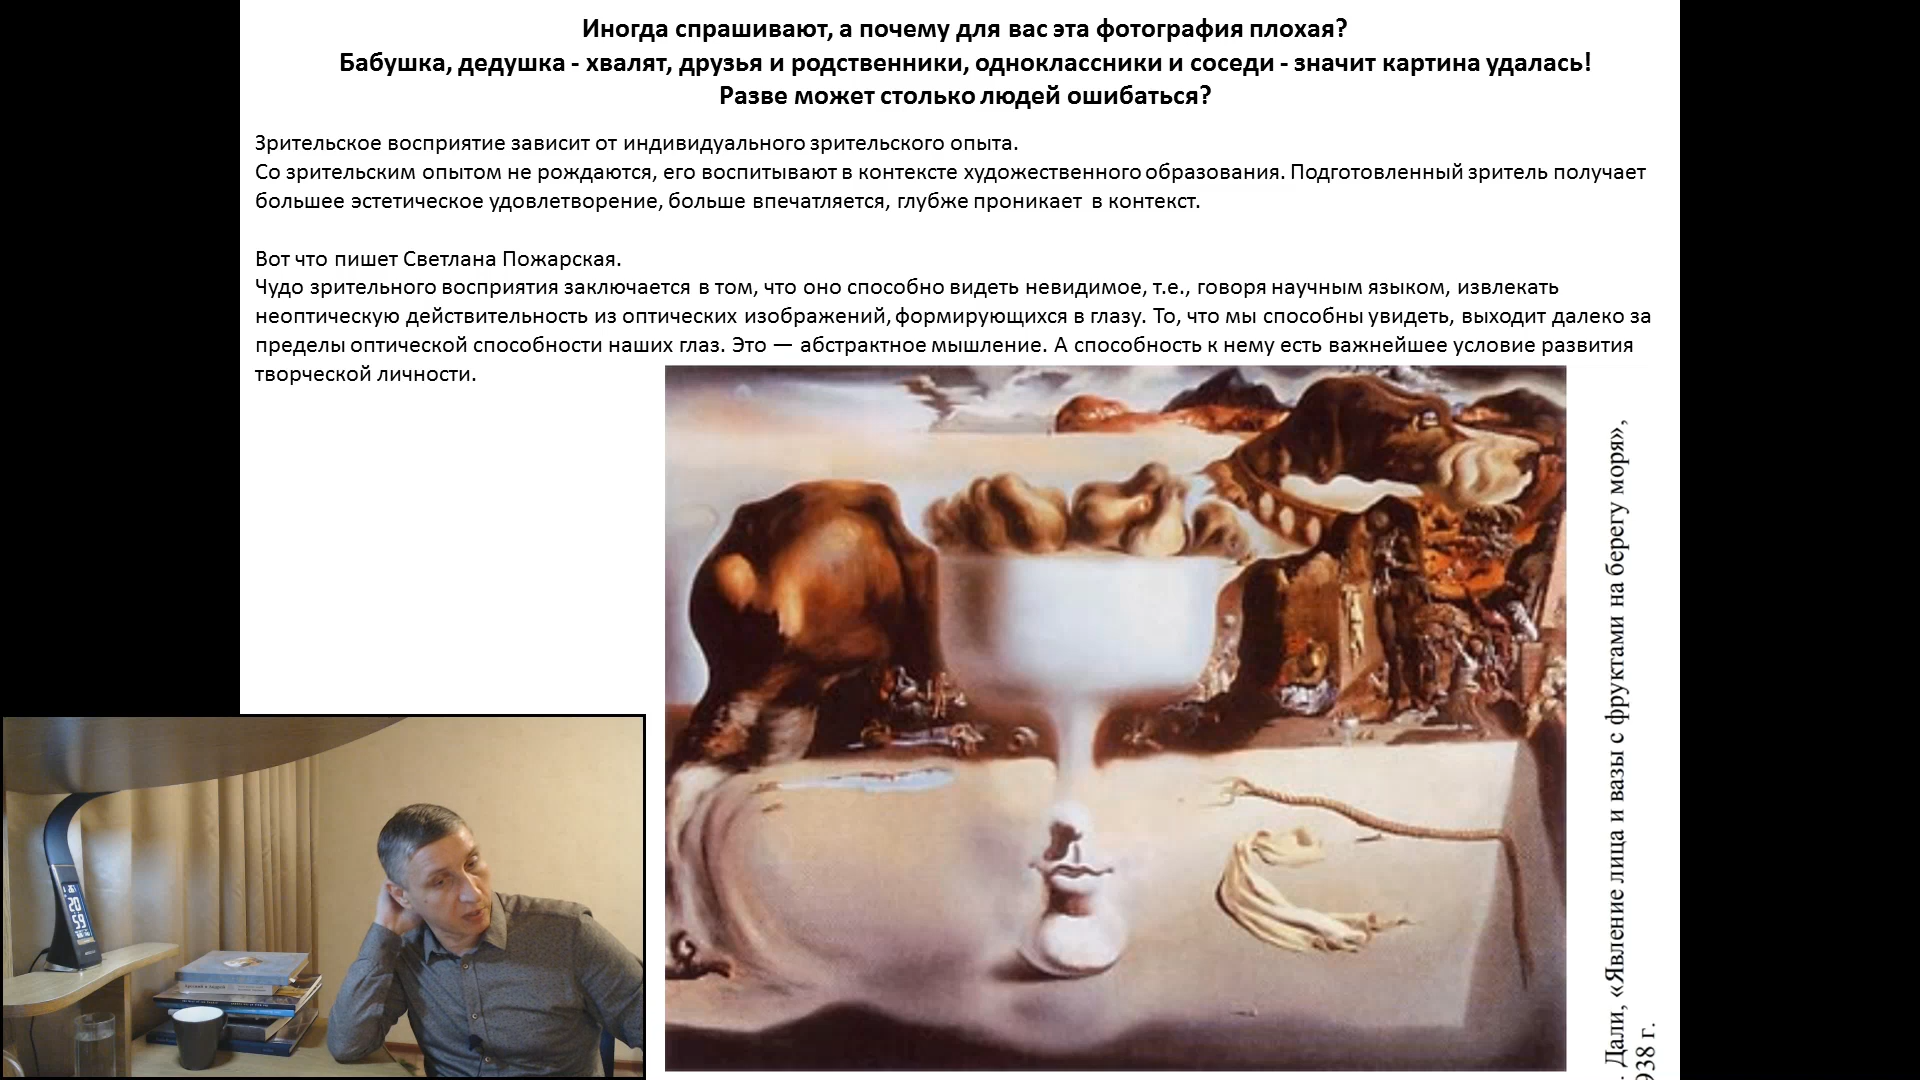 Иногда спрашивают, а почему для вас эта фотография плохая?
Бабушка, дедушка - хвалят, друзья и родственники, одноклассники и соседи - значит картина удалась!
Разве может столько людей ошибаться?
Зрительское восприятие зависит от индивидуального зрительского опыта.
Со зрительским опытом не рождаются, его воспитывают в контексте художественного образования. Подготовленный зритель получает
большее эстетическое удовлетворение, больше впечатляется, глубже проникает в контекст.
Вот что пишет Светлана Пожарская.
Чудо зрительного восприятия заключается в том, что оно способно видеть невидимое, т.е., говоря научным языком, извлекать
неоптическую действительность из оптических изображений, формирующихся в глазу. То, что мы способны увидеть, выходит далеко за
пределы оптической способности наших глаз. Это — абстрактное мышление. А способность к нему есть важнейшее условие развития
творческой личности.
. Дали, «Явление лица и вазы с фруктами на берегу моря»,
938 г.